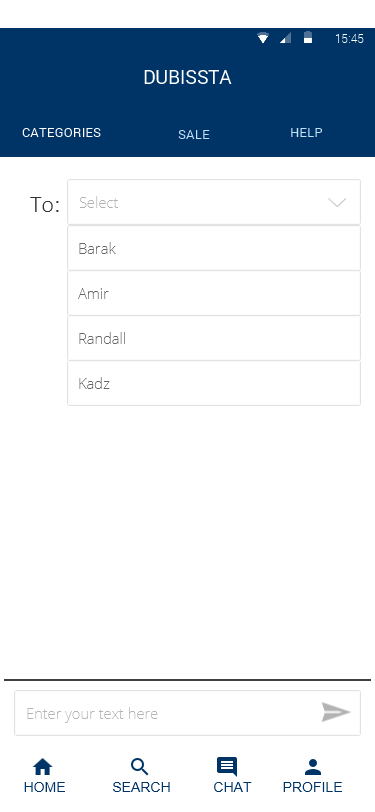 15:45
DUBISSTA
CATEGORIES SALE HELP
To: Select
Barak
Amir
Randall
Kadz
Enter your text here
HOME SEARCH CHAT PROFILE